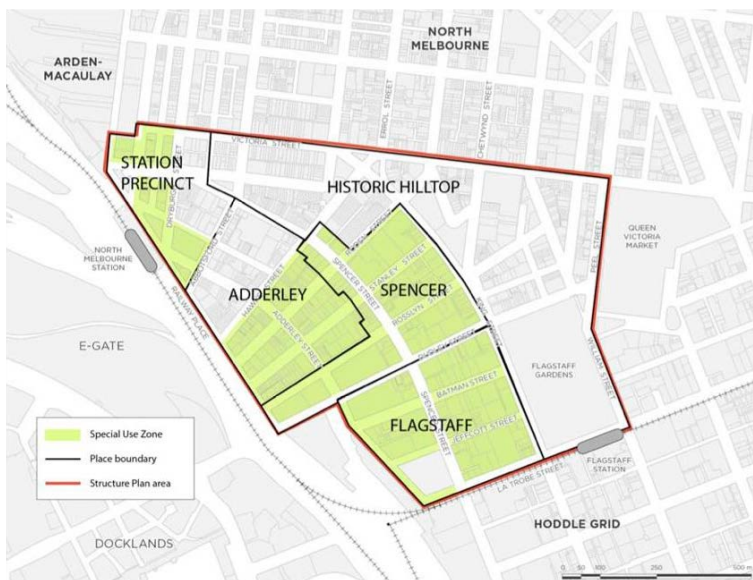 NORTH
MELBOURNE
ARDEN-
MACAULAY
ERROL STREET
CHETWYND STREET
VICTORIA STREET
STATION
PRECINCT
HISTORIC HILLTOP
QUEEN
VICTORIA
MARKET
PEEL STREET
NORTH
MELBOURNE
STATION
ABBOTSFORD STREET
STANLEY STREET
SPENCER
ADDERLEY
SPENCER STREET
ROSSLYN STREET
RAILWAY PLACE
ADDERLEY STREET
E-GATE
FLAGSTAFF
GARDENS
WILLIAM STREET
BATMAN STREET
FLAGSTAFF
Special Use Zone
Place boundary
Structure Plan area
FLAGSTAFF
STATION
LA TROBE STREET
HODDLE GRID
DOCKLANDS
0 50 100 250 500 m